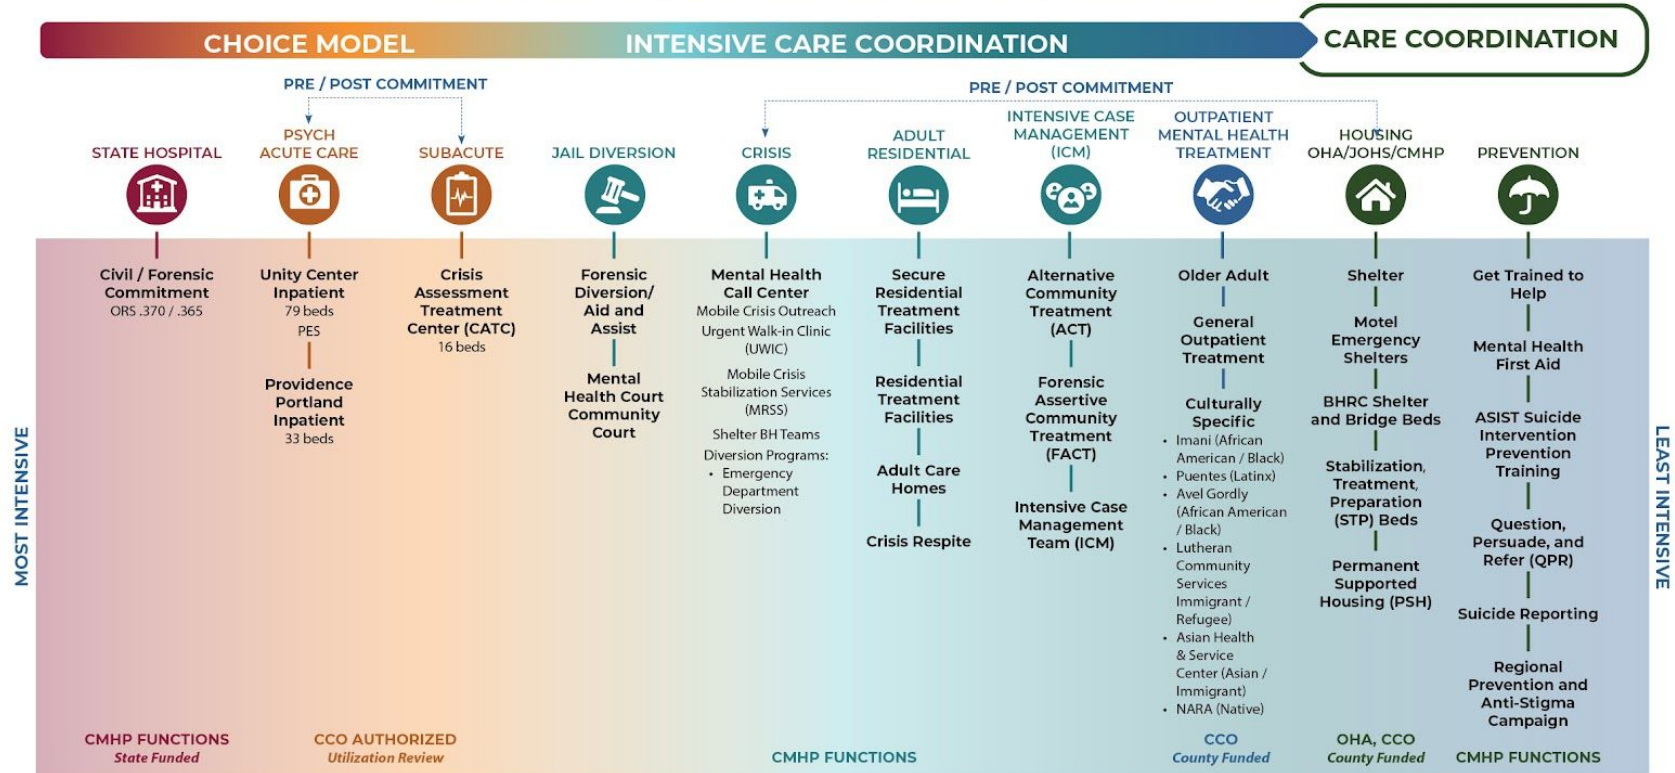 CHOICE MODEL
INTENSIVE CARE COORDINATION
CARE COORDINATION
PRE / POST COMMITMENT
PRE / POST COMMITMENT
MOST INTENSIVE
STATE HOSPITAL
Civil / Forensic
Commitment
ORS .370 / .365
CMHP FUNCTIONS
State Funded
PSYCH
ACUTE CARE
Unity Center
Inpatient
79 beds
PES
Providence
Portland
Inpatient
33 beds
SUBACUTE
Crisis
Assessment
Treatment
Center (CATC)
16 beds
CCO AUTHORIZED
Utilization Review
JAIL DIVERSION
Forensic
Diversion/
Aid and
Assist
Mental
Health Court
Community
Court
CRISIS
Mental Health
Call Center
Mobile Crisis Outreach
Urgent Walk-in Clinic
(UWIC)
Mobile Crisis
Stabilization Services
(MRSS)
Shelter BH Teams
Diversion Programs:
• Emergency
Department
Diversion
ADULT
RESIDENTIAL
Secure
Residential
Treatment
Facilities
Residential
Treatment
Facilities
Adult Care
Homes
Crisis Respite
INTENSIVE CASE
MANAGEMENT
(ICM)
Alternative
Community
Treatment
(ACT)
Forensic
Assertive
Community
Treatment
(FACT)
Intensive Case
Management
Team (ICM)
CMHP FUNCTIONS
OUTPATIENT
MENTAL HEALTH
TREATMENT
Older Adult
General
Outpatient
Treatment
Culturally
Specific
• Imani (African
American / Black)
• Puentes (Latinx)
• Avel Gordly
(African American
/ Black)
• Lutheran
Community
Services
Immigrant /
Refugee)
• Asian Health
& Service
Center (Asian /
Immigrant)
• NARA (Native)
CCO
County Funded
HOUSING
OHA/JOHS/CMHP
Shelter
Motel
Emergency
Shelters
BHRC Shelter
and Bridge Beds
Stabilization,
Treatment,
Preparation
(STP) Beds
Permanent
Supported
Housing (PSH)
OHA, CCO
County Funded
PREVENTION
Get Trained to
Help
Mental Health
First Aid
ASIST Suicide
Intervention
Prevention
Training
Question,
Persuade, and
Refer (QPR)
Suicide Reporting
Regional
Prevention and
Anti-Stigma
Campaign
CMHP FUNCTIONS
LEAST INTENSIVE